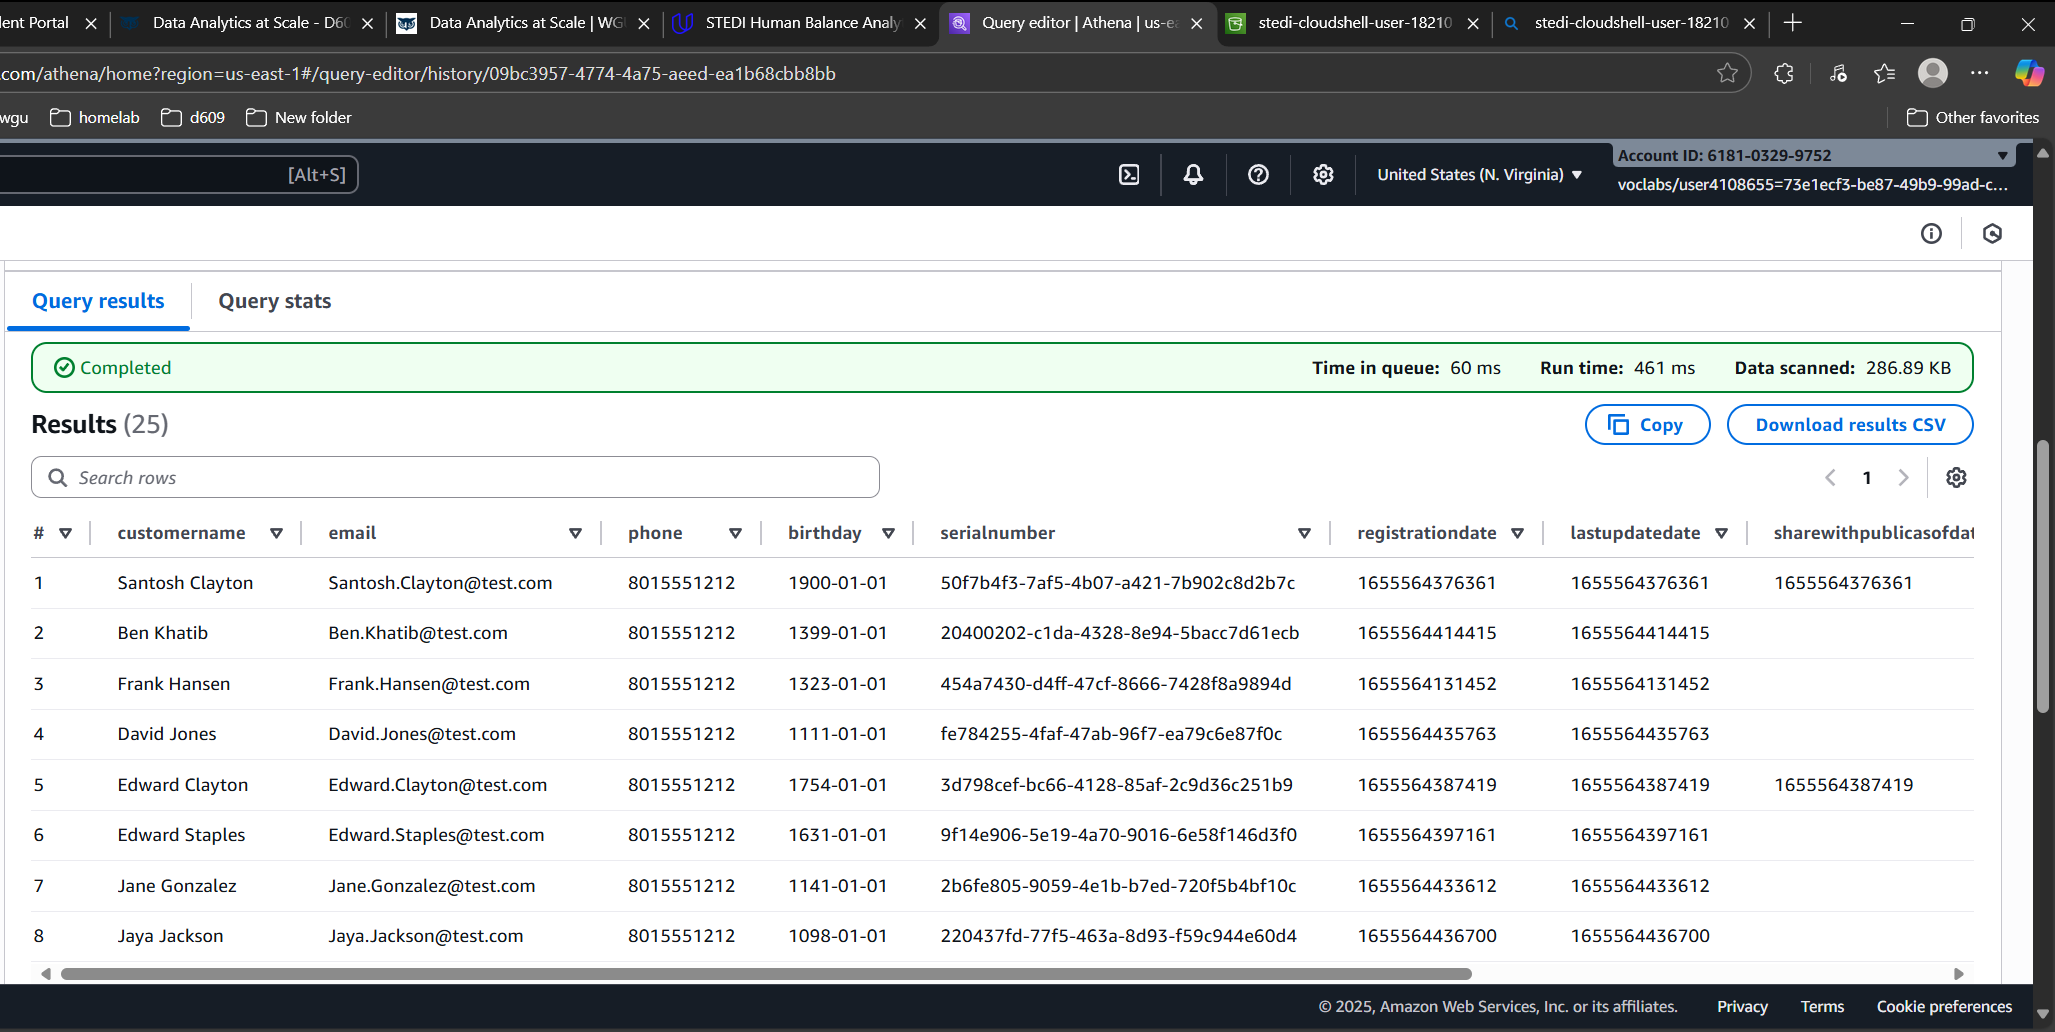 ent Portal
Data Analytics at Scale - D60
Data Analytics at Scale | WG
STEDI Human Balance Analy
Query editor | Athena | us-ea
stedi-cloudshell-user-18210
stedi-cloudshell-user-18210
.com/athena/home?region=us-east-1#/query-editor/history/09bc3957-4774-4a75-aeed-ea1b68cbb8bb
wgu homelab d609 New folder Other favorites
[Alt+S] United States (N. Virginia) ▼ Account ID: 6181-0329-9752
voclabs/user4108655=73e1ecf3-be87-49b9-99ad-c...
Query results Query stats
Completed Time in queue: 60 ms Run time: 461 ms Data scanned: 286.89 KB
Results (25) Copy Download results CSV
Search rows 1
# customername email phone birthday serialnumber registrationdate lastupdatedate sharewithpublicasofdat
1 Santosh Clayton Santosh.Clayton@test.com 8015551212 1900-01-01 50f7b4f3-7af5-4b07-a421-7b902c8d2b7c 1655564376361 1655564376361 1655564376361
2 Ben Khatib Ben.Khatib@test.com 8015551212 1399-01-01 20400202-c1da-4328-8e94-5bacc7d61ecb 1655564414415 1655564414415
3 Frank Hansen Frank.Hansen@test.com 8015551212 1323-01-01 454a7430-d4ff-47cf-8666-7428f8a9894d 1655564131452 1655564131452
4 David Jones David.Jones@test.com 8015551212 1111-01-01 fe784255-4faf-47ab-96f7-ea79c6e87f0c 1655564435763 1655564435763
5 Edward Clayton Edward.Clayton@test.com 8015551212 1754-01-01 3d798cef-bc66-4128-85af-2c9d36c251b9 1655564387419 1655564387419 1655564387419
6 Edward Staples Edward.Staples@test.com 8015551212 1631-01-01 9f14e906-5e19-4a70-9016-6e58f146d3f0 1655564397161 1655564397161
7 Jane Gonzalez Jane.Gonzalez@test.com 8015551212 1141-01-01 2b6fe805-9059-4e1b-b7ed-720f5b4bf10c 1655564433612 1655564433612
8 Jaya Jackson Jaya.Jackson@test.com 8015551212 1098-01-01 220437fd-77f5-463a-8d93-f59c944e60d4 1655564436700 1655564436700
© 2025, Amazon Web Services, Inc. or its affiliates. Privacy Terms Cookie preferences